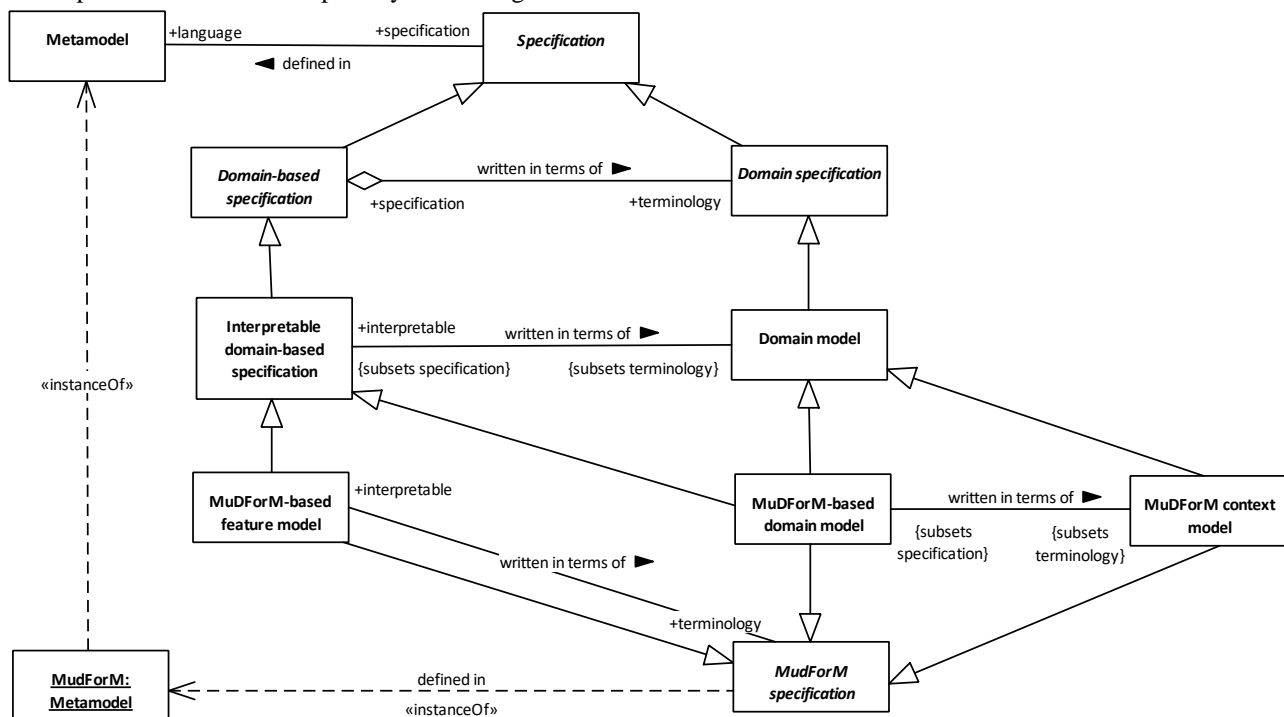 Metamodel
+language
+specification
Specification
◄ defined in
Domain-based
specification
written in terms of ►
+specification
+terminology
Domain specification
«instanceOf»
Interpretable
domain-based
specification
+interpretable
written in terms of ►
{subsets specification}
{subsets terminology}
Domain model
MuDForM-based
feature model
+interpretable
written in terms of ►
+terminology
MuDForM-based
domain model
written in terms of ►
{subsets
specification}
{subsets
terminology}
MuDForM context
model
MudForM:
Metamodel
defined in
«instanceOf»
MudForM
specification